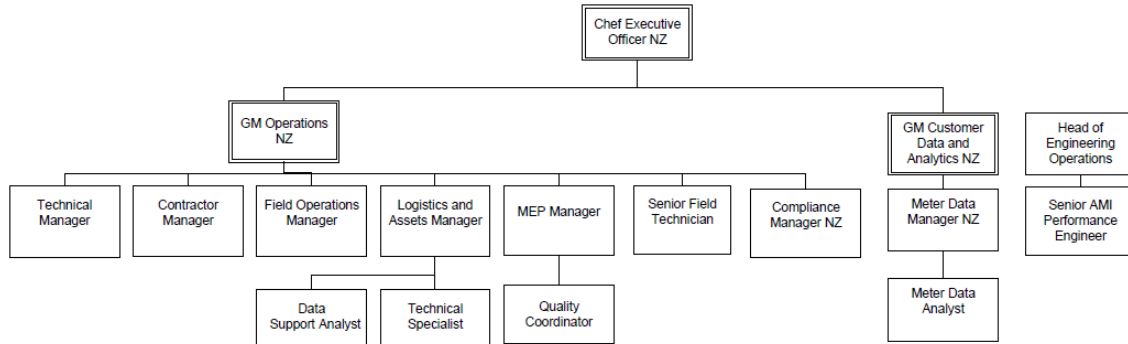 Chef Executive
Officer NZ
GM Operations
NZ
GM Customer
Data and
Analytics NZ
Head of
Engineering
Operations
Technical
Manager
Contractor
Manager
Field Operations
Manager
Logistics and
Assets Manager
MEP Manager
Senior Field
Technician
Compliance
Manager NZ
Meter Data
Manager NZ
Senior AMI
Performance
Engineer
Data
Support Analyst
Technical
Specialist
Quality
Coordinator
Meter Data
Analyst